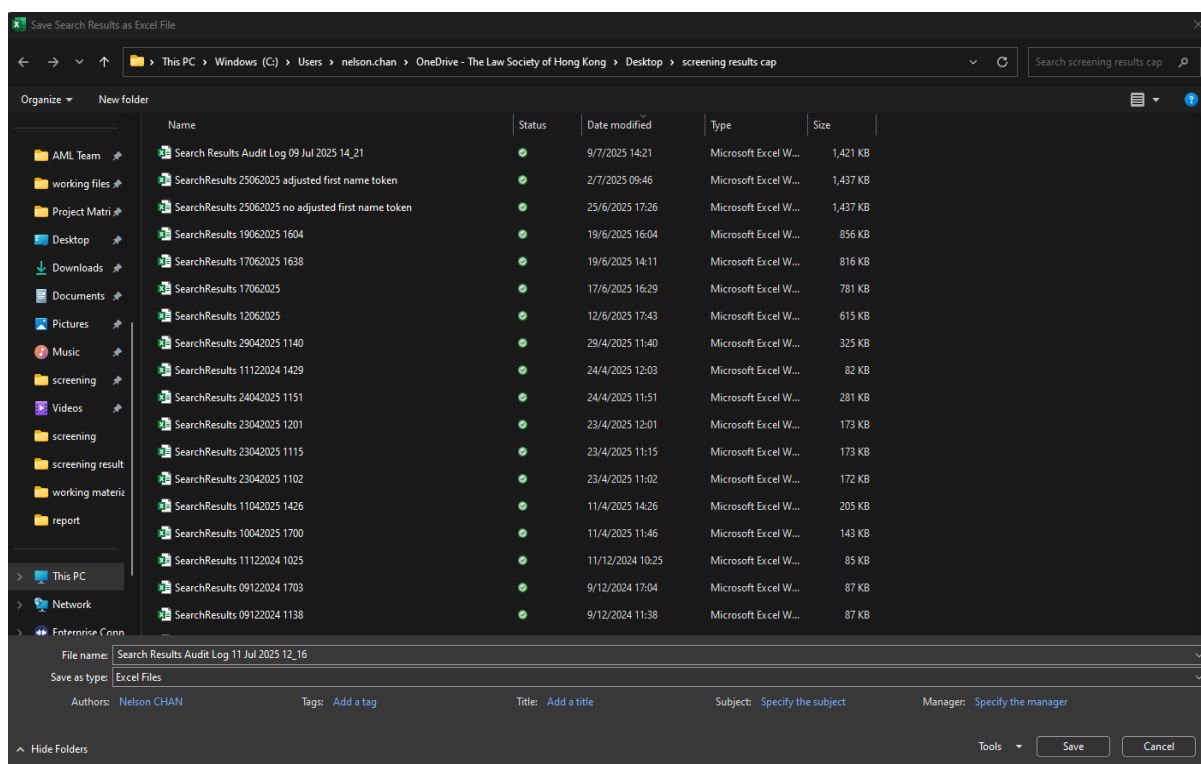 Save Search Results as Excel File
This PC > Windows (C:) > Users > nelson.chan > OneDrive - The Law Society of Hong Kong > Desktop > screening results cap
Search screening results cap
Organize New folder
Name Status Date modified Type Size
AML Team
working files
Project Matri
Desktop
Downloads
Documents
Pictures
Music
screening
Videos
screening
screening result
working materia
report
This PC
Network
Enterprise Conn
Search Results Audit Log 09 Jul 2025 14_21 9/7/2025 14:21 Microsoft Excel W... 1,421 KB
SearchResults 25062025 adjusted first name token 2/7/2025 09:46 Microsoft Excel W... 1,437 KB
SearchResults 25062025 no adjusted first name token 25/6/2025 17:26 Microsoft Excel W... 1,437 KB
SearchResults 19062025 1604 19/6/2025 16:04 Microsoft Excel W... 856 KB
SearchResults 17062025 1638 19/6/2025 14:11 Microsoft Excel W... 816 KB
SearchResults 17062025 17/6/2025 16:29 Microsoft Excel W... 781 KB
SearchResults 12062025 12/6/2025 17:43 Microsoft Excel W... 615 KB
SearchResults 29042025 1140 29/4/2025 11:40 Microsoft Excel W... 325 KB
SearchResults 11122024 1429 24/4/2025 12:03 Microsoft Excel W... 82 KB
SearchResults 24042025 1151 24/4/2025 11:51 Microsoft Excel W... 281 KB
SearchResults 23042025 1201 23/4/2025 12:01 Microsoft Excel W... 173 KB
SearchResults 23042025 1115 23/4/2025 11:15 Microsoft Excel W... 173 KB
SearchResults 23042025 1102 23/4/2025 11:02 Microsoft Excel W... 172 KB
SearchResults 11042025 1426 11/4/2025 14:26 Microsoft Excel W... 205 KB
SearchResults 10042025 1700 11/4/2025 11:46 Microsoft Excel W... 143 KB
SearchResults 11122024 1025 11/12/2024 10:25 Microsoft Excel W... 85 KB
SearchResults 09122024 1703 9/12/2024 17:04 Microsoft Excel W... 87 KB
SearchResults 09122024 1138 9/12/2024 11:38 Microsoft Excel W... 87 KB
File name: Search Results Audit Log 11 Jul 2025 12_16
Save as type: Excel Files
Authors: Nelson CHAN Tags: Add a tag Title: Add a title Subject: Specify the subject Manager: Specify the manager
Hide Folders Tools Save Cancel